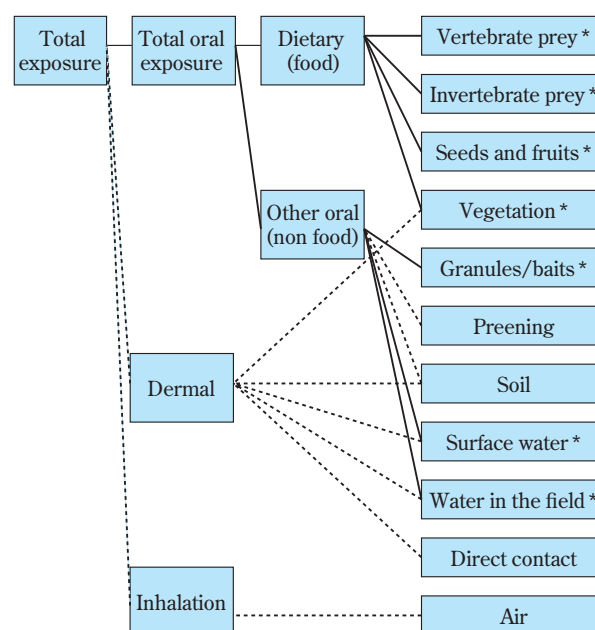 Total
exposure
Total oral
exposure
Dietary
(food)
Vertebrate prey *
Invertebrate prey *
Seeds and fruits *
Other oral
(non food)
Vegetation *
Granules/baits *
Preening
Dermal
Soil
Surface water *
Water in the field *
Direct contact
Inhalation
Air